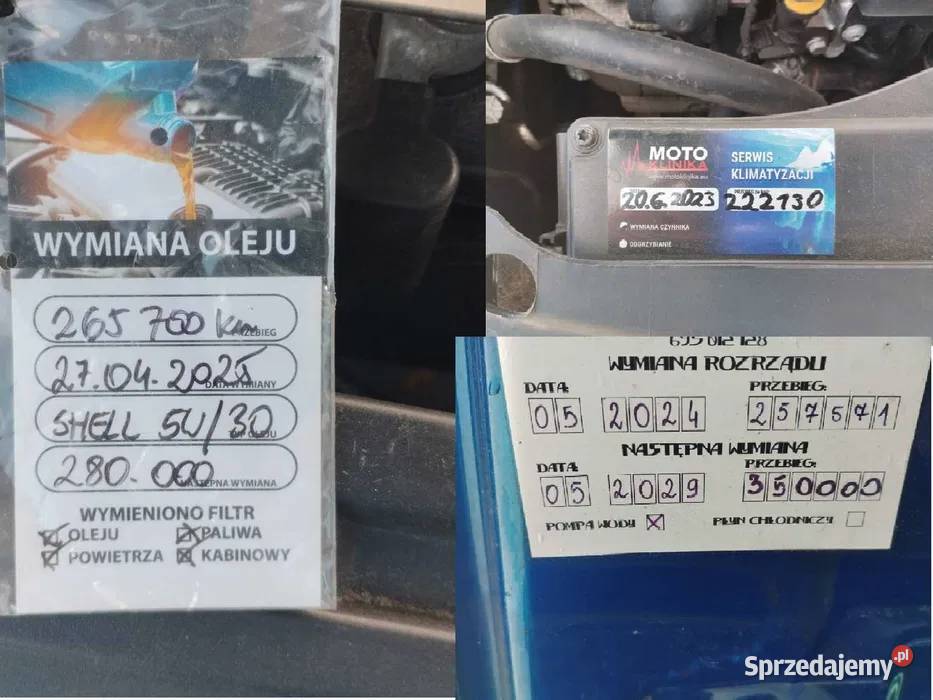 WYMIANA OLEJU
265 700 km
PRZEBIEG
27.04.2025
DATA WYMIANY
SHELL 5W/30
OLEJU
280.000
NASTĘPNA WYMIANA
WYMIENIONO FILTR
OLEJU PALIWA
POWIETRZA KABINOWY
MOTO
KLINIKA
www.motoklinika.eu
SERWIS
KLIMATYZACJI
20.6.2023 222130
WYMIANA CZYNNIKA
ODGRZYBIANIE
695 012 128
WYMIANA ROZRZĄDU
DATA: PRZEBIEG:
05 2024 257571
NASTĘPNA WYMIANA
DATA: PRZEBIEG:
05 2029 350000
POMPA WODY PŁYN CHŁODNICZY
Sprzedajemy.pl